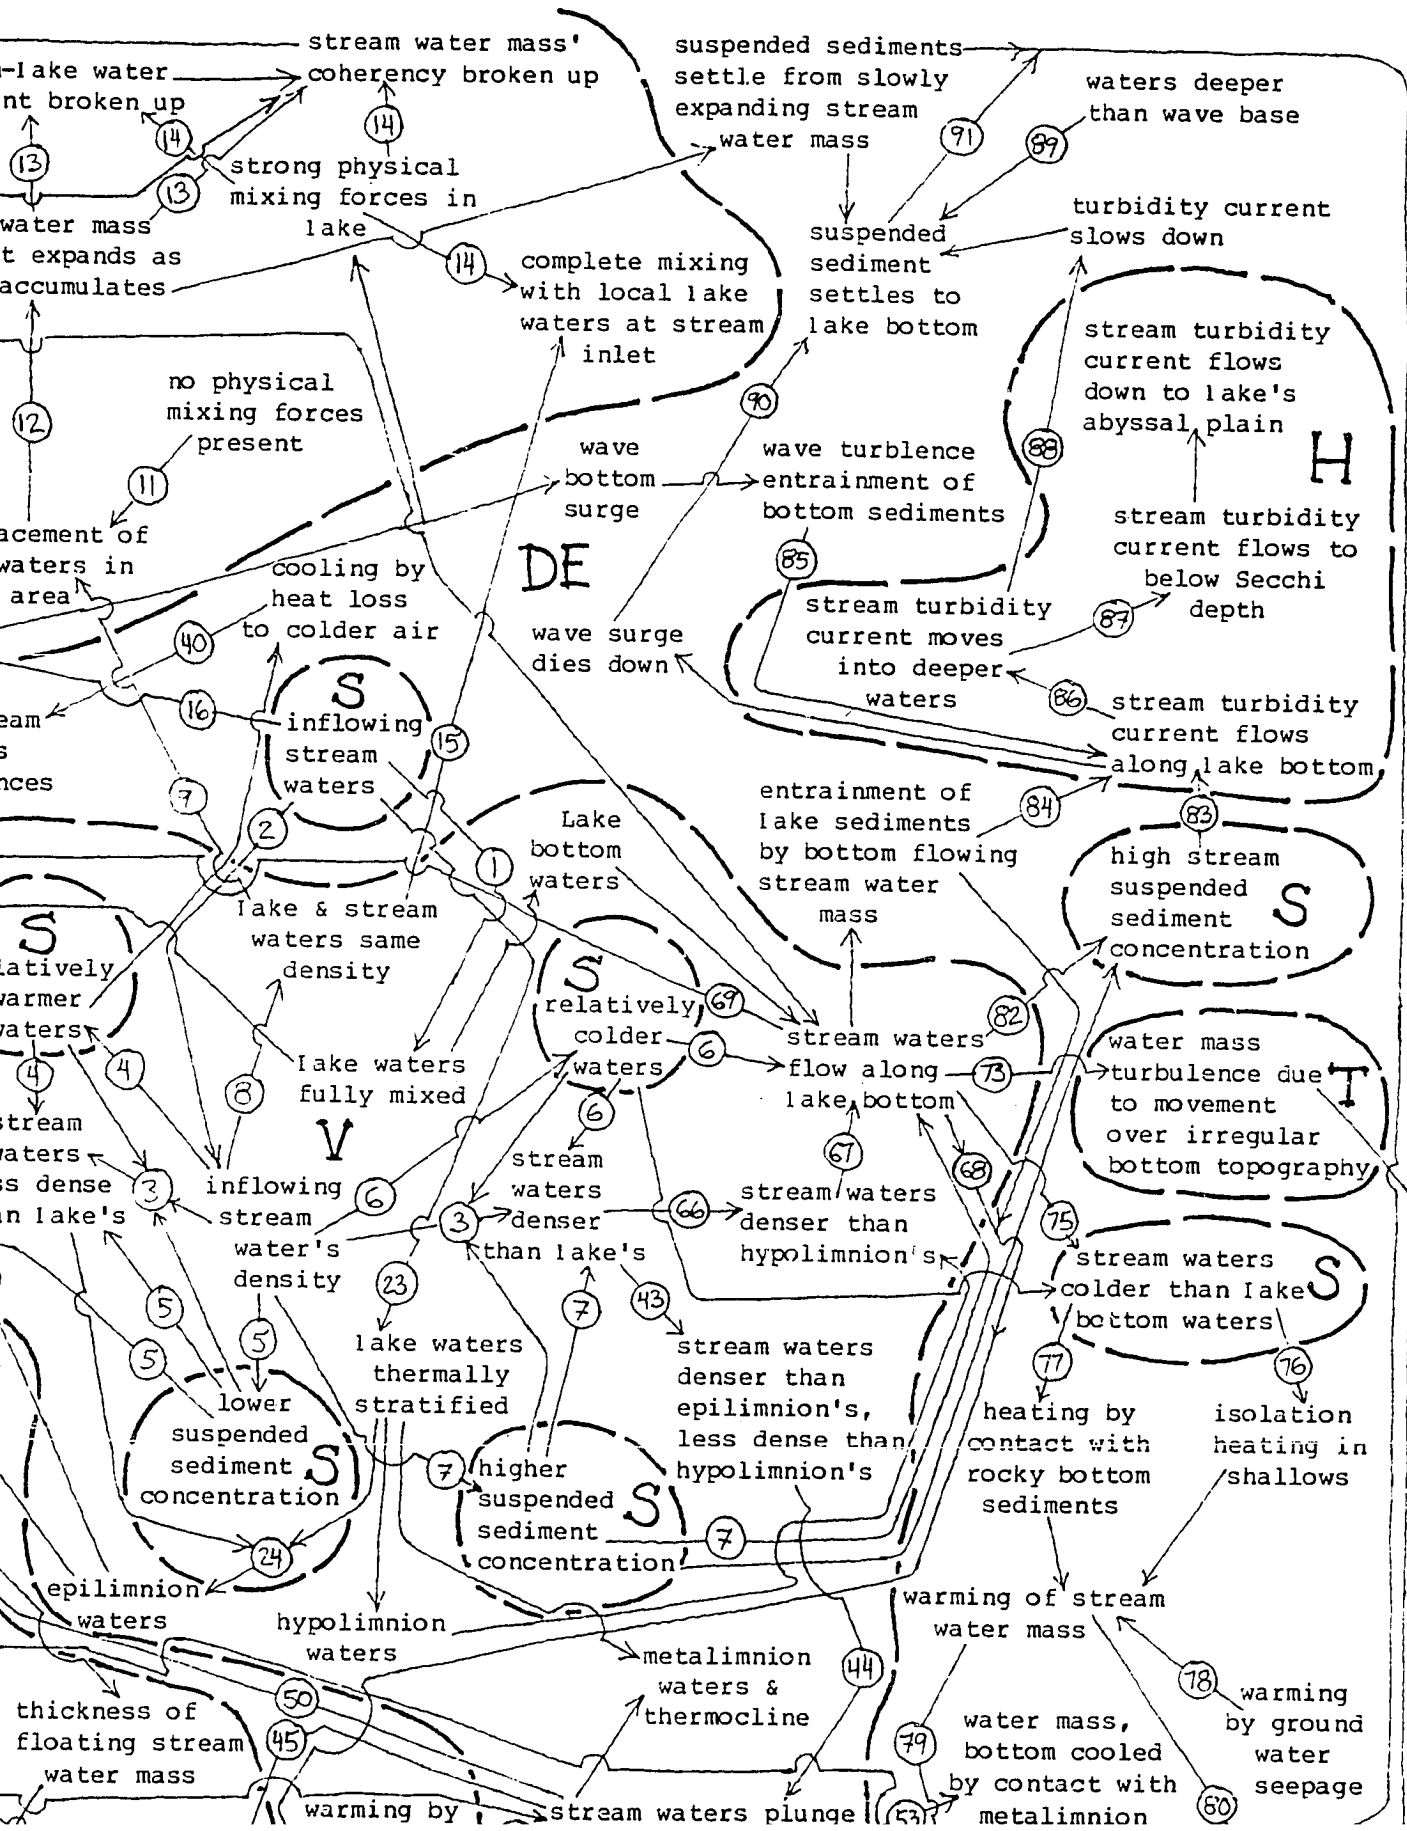 stream water mass'
coherency broken up
-lake water
nt broken up
14
14
13
13
strong physical
mixing forces in
lake
water mass
t expands as
accumulates
14
complete mixing
with local lake
waters at stream
inlet
suspended sediments
settle from slowly
expanding stream
water mass
91
89
waters deeper
than wave base
turbidity current
slows down
suspended
sediment
settles to
lake bottom
stream turbidity
current flows
down to lake's
abyssal plain
H
no physical
mixing forces
present
12
11
90
88
wave
bottom
surge
wave turblence
entrainment of
bottom sediments
stream turbidity
current flows to
below Secchi
depth
acement of
waters in
area
DE
85
cooling by
heat loss
to colder air
40
wave surge
dies down
stream turbidity
current moves
into deeper
waters
87
86
stream turbidity
current flows
along lake bottom
S
inflowing
stream
waters
16
15
eam
s
nces
9
2
1
Lake
bottom
waters
entrainment of
lake sediments
by bottom flowing
stream water
mass
84
83
high stream
suspended
sediment
concentration
S
lake & stream
waters same
density
S
latively
warmer
waters
S
relatively
colder
waters
69
82
6
stream waters
flow along
lake bottom
73
water mass
turbulence due
to movement
over irregular
bottom topography
T
Lake waters
fully mixed
4
4
8
V
6
67
68
stream
waters
ss dense
an lake's
3
inflowing
stream
water's
density
6
3
stream
waters
denser
than lake's
66
stream waters
denser than
hypolimnion's
75
stream waters
colder than lake
bottom waters
S
5
5
5
23
7
43
lake waters
thermally
stratified
stream waters
denser than
epilimnion's,
less dense than
hypolimnion's
77
76
heating by
contact with
rocky bottom
sediments
isolation
heating in
shallows
lower
suspended
sediment
concentration
S
7
higher
suspended
sediment
concentration
S
7
24
epilimnion
waters
hypolimnion
waters
metalimnion
waters &
thermocline
44
warming of stream
water mass
78
warming
by ground
water
seepage
thickness of
floating stream
water mass
50
45
79
water mass,
bottom cooled
by contact with
metalimnion
53
80
warming by
stream waters plunge